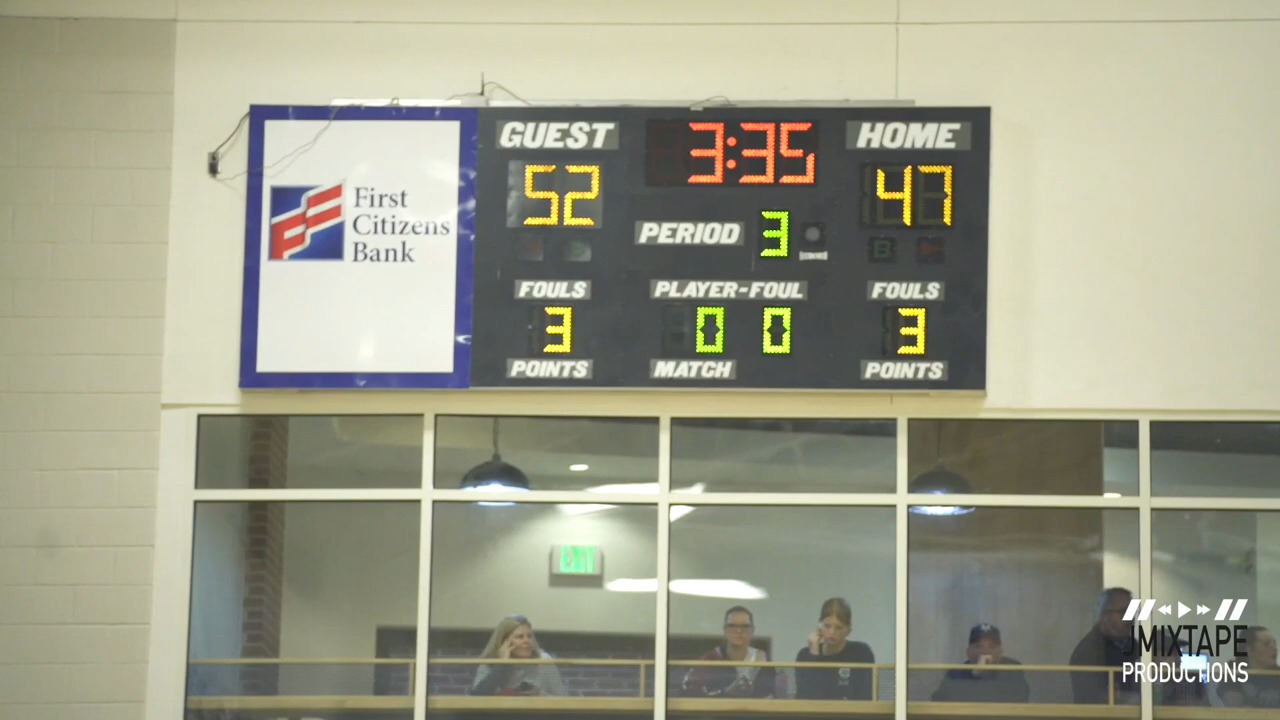 First
Citizens
Bank
GUEST 3:35 HOME
52 47
PERIOD 3
B
FOULS PLAYER-FOUL FOULS
3 0 0 3
POINTS MATCH POINTS
EXIT
JMIXTAPE
PRODUCTIONS